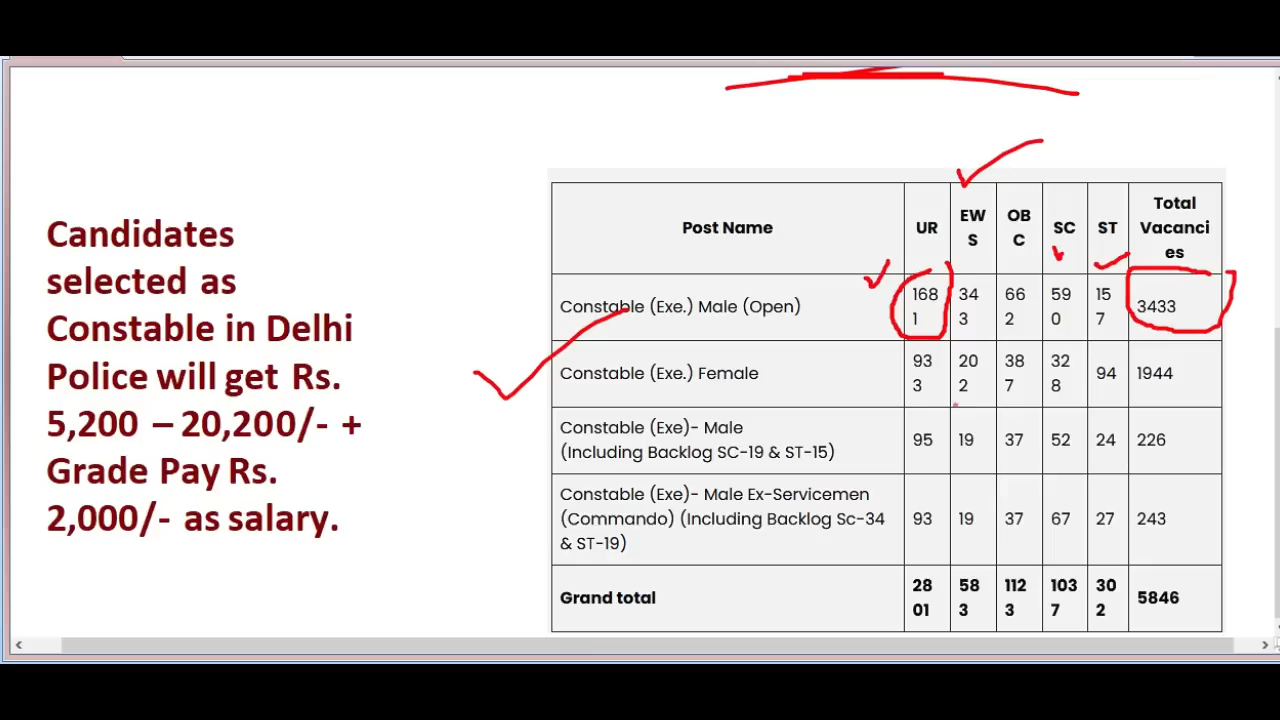 Candidates
selected as
Constable in Delhi
Police will get Rs.
5,200 – 20,200/- +
Grade Pay Rs.
2,000/- as salary.
Post Name
UR
EW
S
OB
C
SC
ST
Total
Vacanci
es
Constable (Exe.) Male (Open)
168
1
34
3
66
2
59
0
15
7
3433
Constable (Exe.) Female
93
3
20
2
38
7
32
8
94
1944
Constable (Exe)- Male
(Including Backlog SC-19 & ST-15)
95
19
37
52
24
226
Constable (Exe)- Male Ex-Servicemen
(Commando) (Including Backlog Sc-34
& ST-19)
93
19
37
67
27
243
Grand total
28
01
58
3
112
3
103
7
30
2
5846